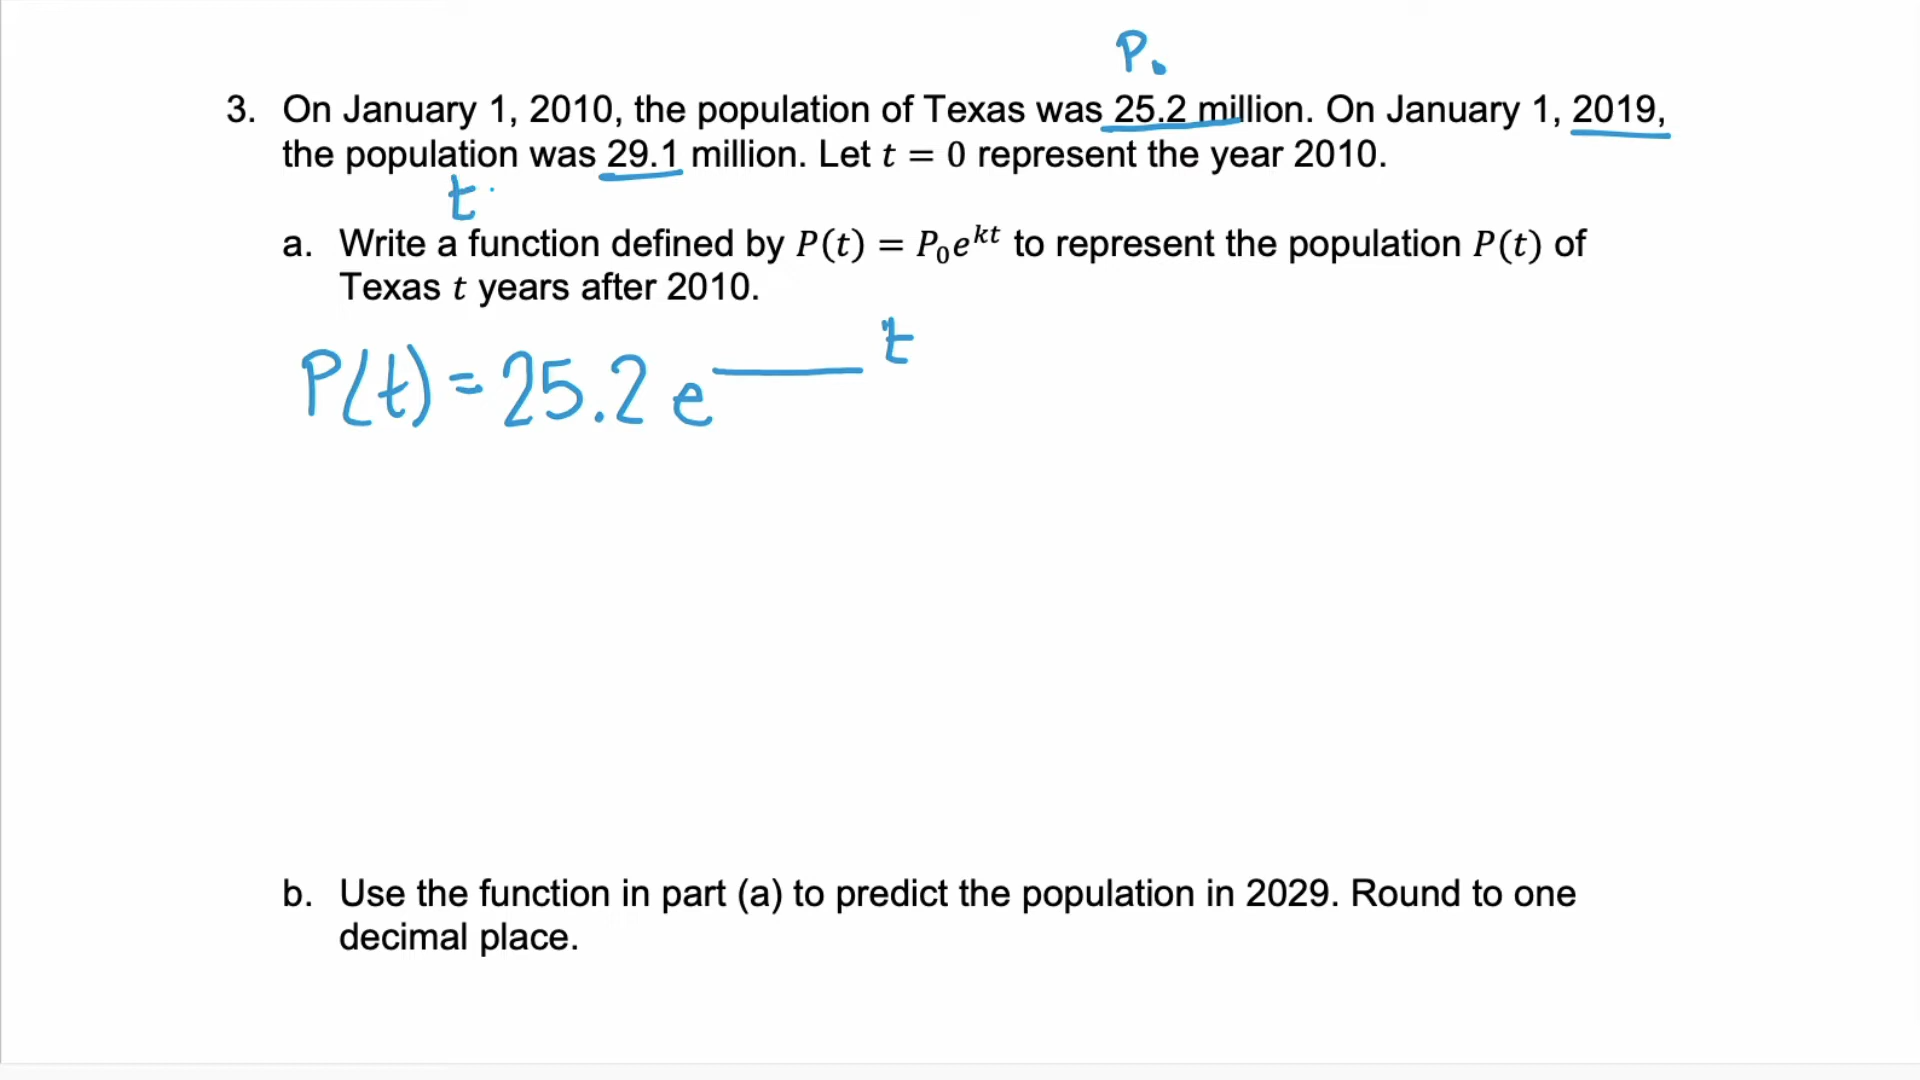 P.
3. On January 1, 2010, the population of Texas was 25.2 million. On January 1, 2019,
the population was 29.1 million. Let t = 0 represent the year 2010.
t
a. Write a function defined by P(t) = P₀eᵏᵗ to represent the population P(t) of
Texas t years after 2010.
P(t) = 25.2 e^____ t
b. Use the function in part (a) to predict the population in 2029. Round to one
decimal place.